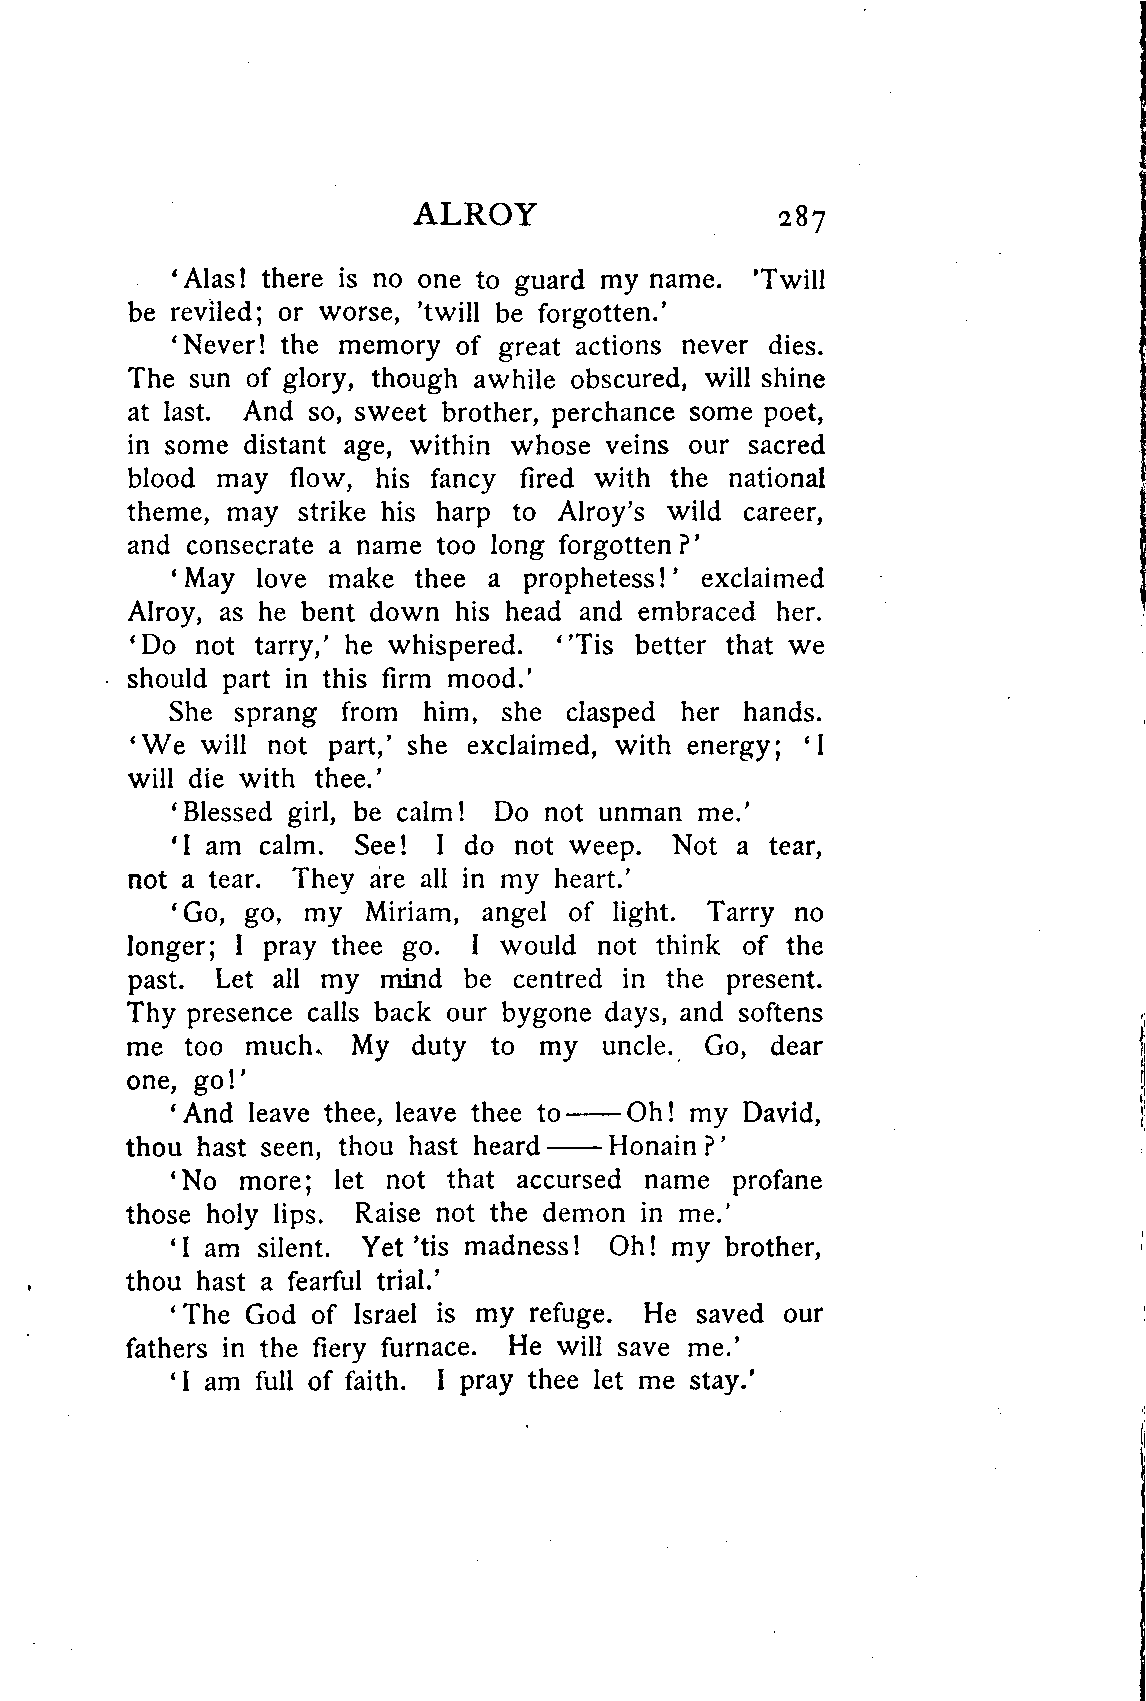 ALROY 287
‘Alas! there is no one to guard my name. 'Twill
be reviled; or worse, 'twill be forgotten.’
‘Never! the memory of great actions never dies.
The sun of glory, though awhile obscured, will shine
at last. And so, sweet brother, perchance some poet,
in some distant age, within whose veins our sacred
blood may flow, his fancy fired with the national
theme, may strike his harp to Alroy's wild career,
and consecrate a name too long forgotten?’
‘May love make thee a prophetess!’ exclaimed
Alroy, as he bent down his head and embraced her.
‘Do not tarry,’ he whispered. ‘'Tis better that we
should part in this firm mood.’
She sprang from him, she clasped her hands.
‘We will not part,’ she exclaimed, with energy; ‘I
will die with thee.’
‘Blessed girl, be calm! Do not unman me.’
‘I am calm. See! I do not weep. Not a tear,
not a tear. They are all in my heart.’
‘Go, go, my Miriam, angel of light. Tarry no
longer; I pray thee go. I would not think of the
past. Let all my mind be centred in the present.
Thy presence calls back our bygone days, and softens
me too much. My duty to my uncle. Go, dear
one, go!’
‘And leave thee, leave thee to——Oh! my David,
thou hast seen, thou hast heard——Honain?’
‘No more; let not that accursed name profane
those holy lips. Raise not the demon in me.’
‘I am silent. Yet 'tis madness! Oh! my brother,
thou hast a fearful trial.’
‘The God of Israel is my refuge. He saved our
fathers in the fiery furnace. He will save me.’
‘I am full of faith. I pray thee let me stay.’